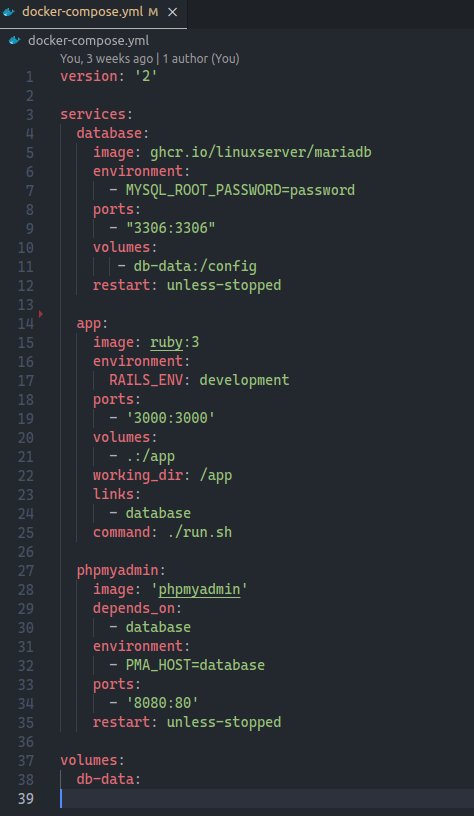 docker-compose.yml M ×
docker-compose.yml
You, 3 weeks ago | 1 author (You)
1 version: '2'
2
3 services:
4   database:
5     image: ghcr.io/linuxserver/mariadb
6     environment:
7       - MYSQL_ROOT_PASSWORD=password
8     ports:
9       - "3306:3306"
10     volumes:
11        - db-data:/config
12     restart: unless-stopped
13
14   app:
15     image: ruby:3
16     environment:
17       RAILS_ENV: development
18     ports:
19       - '3000:3000'
20     volumes:
21       - .:/app
22     working_dir: /app
23     links:
24       - database
25     command: ./run.sh
26
27   phpmyadmin:
28     image: 'phpmyadmin'
29     depends_on:
30       - database
31     environment:
32       - PMA_HOST=database
33     ports:
34       - '8080:80'
35     restart: unless-stopped
36
37 volumes:
38   db-data:
39